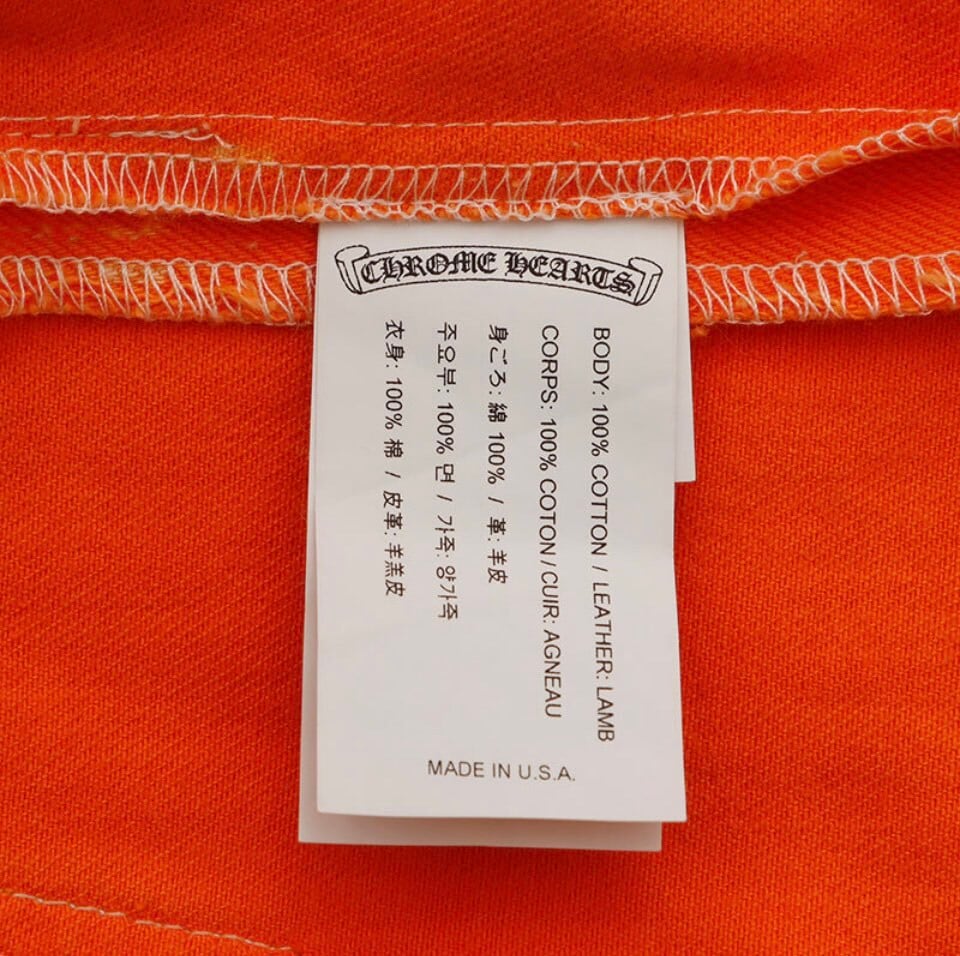 CHROME HEARTS
BODY: 100% COTTON / LEATHER: LAMB
CORPS: 100% COTON / CUIR: AGNEAU
身ごろ: 綿 100% / 革: 羊皮
주요부: 100% 면 / 가죽: 양가죽
衣身: 100% 棉 / 皮革: 羊羔皮
MADE IN U.S.A.